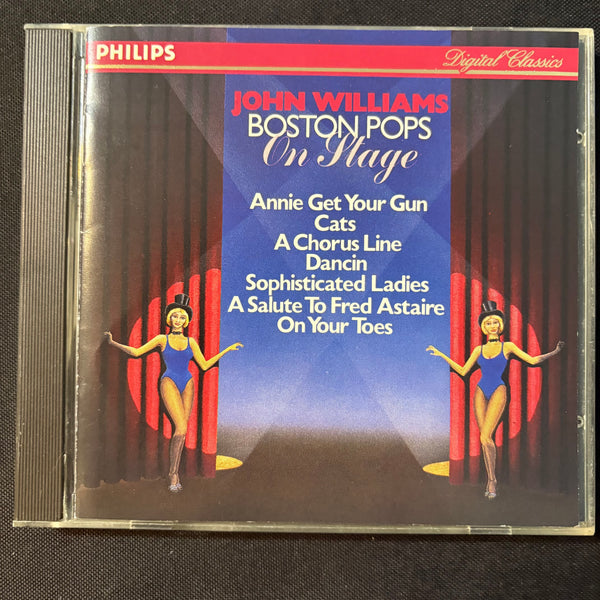 PHILIPS
Digital Classics
JOHN WILLIAMS
BOSTON POPS
On Stage
Annie Get Your Gun
Cats
A Chorus Line
Dancin
Sophisticated Ladies
A Salute To Fred Astaire
On Your Toes